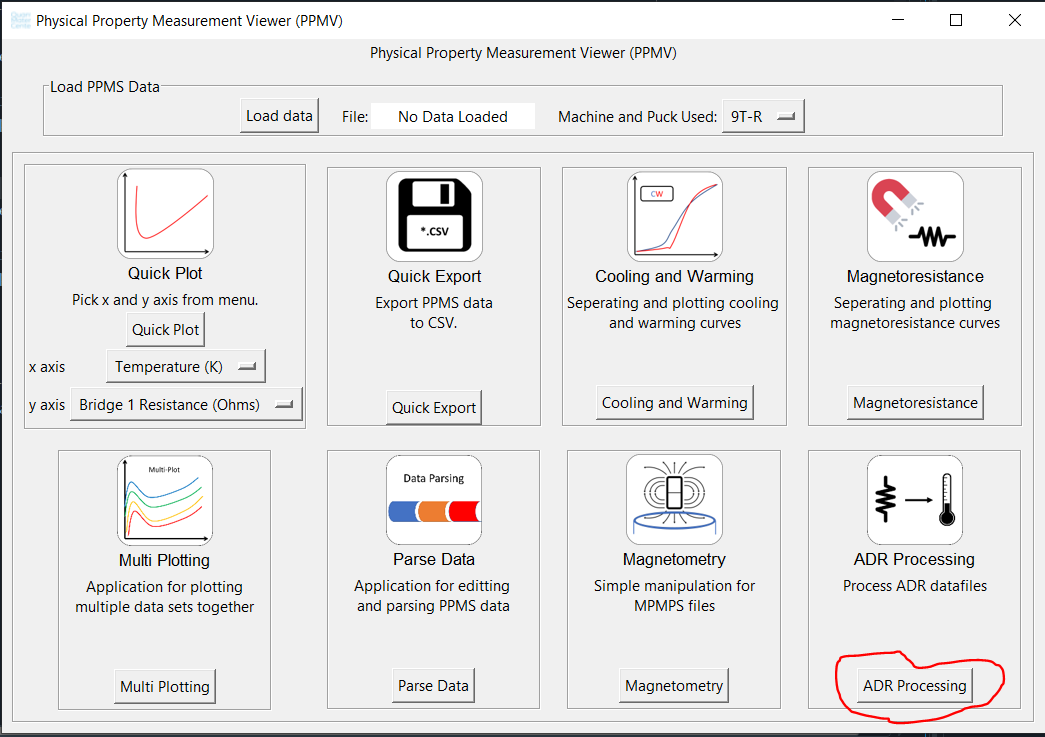 Physical Property Measurement Viewer (PPMV)
Physical Property Measurement Viewer (PPMV)
Load PPMS Data
Load data
File:
No Data Loaded
Machine and Puck Used:
9T-R
Quick Plot
Pick x and y axis from menu.
Quick Plot
x axis
Temperature (K)
y axis
Bridge 1 Resistance (Ohms)
*.CSV
Quick Export
Export PPMS data
to CSV.
Quick Export
CW
Cooling and Warming
Seperating and plotting cooling
and warming curves
Cooling and Warming
Magnetoresistance
Seperating and plotting
magnetoresistance curves
Magnetoresistance
Multi-Plot
Multi Plotting
Application for plotting
multiple data sets together
Multi Plotting
Data Parsing
Parse Data
Application for editting
and parsing PPMS data
Parse Data
Magnetometry
Simple manipulation for
MPMPS files
Magnetometry
ADR Processing
Process ADR datafiles
ADR Processing